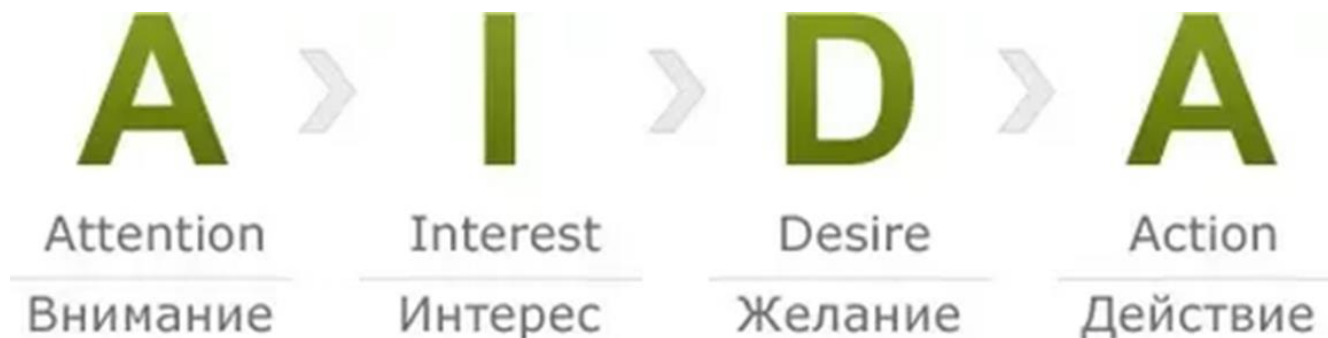 A I D A
Attention Interest Desire Action
Внимание Интерес Желание Действие